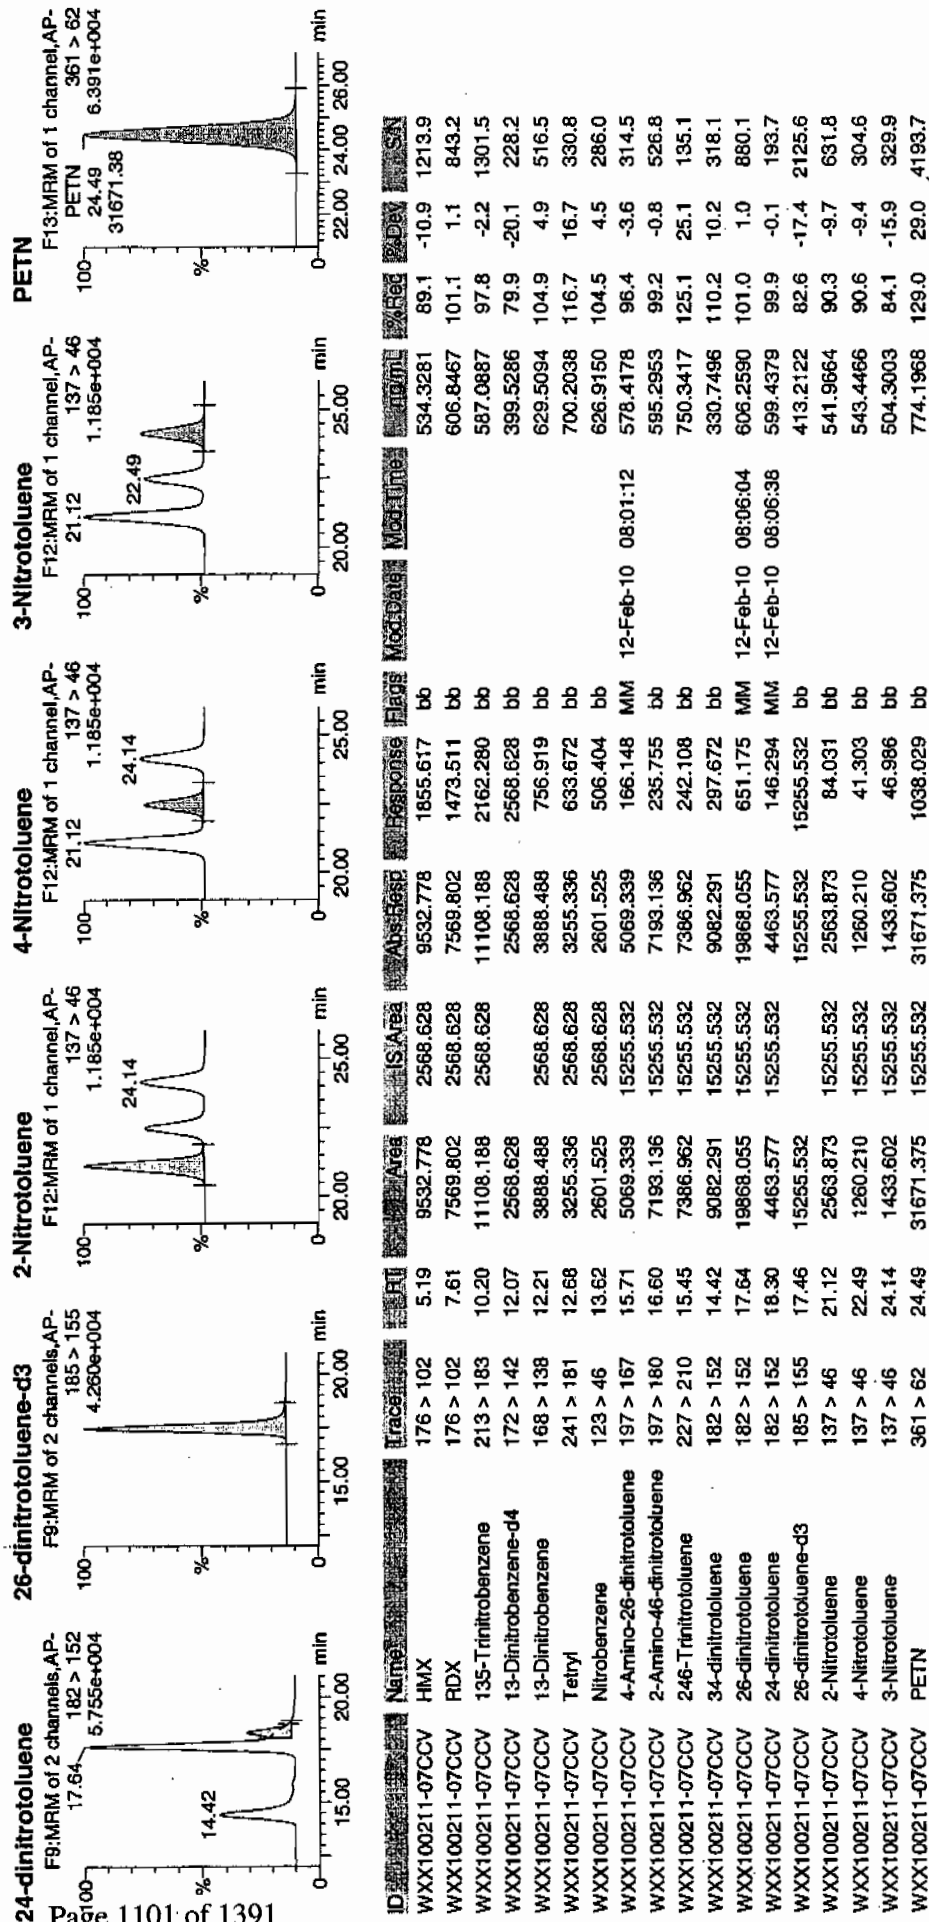 24-dinitrotoluene
F9:MRM of 2 channels,AP-
182 > 152
5.755e+004
17.64
14.42
100
%
0
15.00
20.00
min
26-dinitrotoluene-d3
F9:MRM of 2 channels,AP-
185 > 155
4.260e+004
100
%
0
15.00
20.00
min
2-Nitrotoluene
F12:MRM of 1 channel,AP-
137 > 46
1.185e+004
21.12
24.14
100
%
0
20.00
25.00
min
4-Nitrotoluene
F12:MRM of 1 channel,AP-
137 > 46
1.185e+004
21.12
24.14
100
%
0
20.00
25.00
min
3-Nitrotoluene
F12:MRM of 1 channel,AP-
137 > 46
1.185e+004
21.12
22.49
100
%
0
20.00
25.00
min
PETN
F13:MRM of 1 channel,AP-
361 > 62
6.391e+004
PETN
24.49
31671.38
100
%
0
22.00
24.00
26.00
min
ID Name Trace RT Area IS Area Abs.Resp Response Flags Mod.Date Mod.Time ng/mL %Rec %Dev S/N
WXX100211-07CCV HMX 176 > 102 5.19 9532.778 2568.628 9532.778 1855.617 bb 534.3281 89.1 -10.9 1213.9
WXX100211-07CCV RDX 176 > 102 7.61 7569.802 2568.628 7569.802 1473.511 bb 606.8467 101.1 1.1 843.2
WXX100211-07CCV 135-Trinitrobenzene 213 > 183 10.20 11108.188 2568.628 11108.188 2162.280 bb 587.0887 97.8 -2.2 1301.5
WXX100211-07CCV 13-Dinitrobenzene-d4 172 > 142 12.07 2568.628 2568.628 2568.628 bb 399.5286 79.9 -20.1 228.2
WXX100211-07CCV 13-Dinitrobenzene 168 > 138 12.21 3888.488 2568.628 3888.488 756.919 bb 629.5094 104.9 4.9 516.5
WXX100211-07CCV Tetryl 241 > 181 12.68 3255.336 2568.628 3255.336 633.672 bb 700.2038 116.7 16.7 330.8
WXX100211-07CCV Nitrobenzene 123 > 46 13.62 2601.525 2568.628 2601.525 506.404 bb 626.9150 104.5 4.5 286.0
WXX100211-07CCV 4-Amino-26-dinitrotoluene 197 > 167 15.71 5069.339 15255.532 5069.339 166.148 MM 12-Feb-10 08:01:12 578.4178 96.4 -3.6 314.5
WXX100211-07CCV 2-Amino-46-dinitrotoluene 197 > 180 16.60 7193.136 15255.532 7193.136 235.755 bb 595.2953 99.2 -0.8 526.8
WXX100211-07CCV 246-Trinitrotoluene 227 > 210 15.45 7386.962 15255.532 7386.962 242.108 bb 750.3417 125.1 25.1 135.1
WXX100211-07CCV 34-dinitrotoluene 182 > 152 14.42 9082.291 15255.532 9082.291 297.672 bb 330.7496 110.2 10.2 318.1
WXX100211-07CCV 26-dinitrotoluene 182 > 152 17.64 19868.055 15255.532 19868.055 651.175 MM 12-Feb-10 08:06:04 606.2590 101.0 1.0 880.1
WXX100211-07CCV 24-dinitrotoluene 182 > 152 18.30 4463.577 15255.532 4463.577 146.294 MM 12-Feb-10 08:06:38 599.4379 99.9 -0.1 193.7
WXX100211-07CCV 26-dinitrotoluene-d3 185 > 155 17.46 15255.532 15255.532 15255.532 bb 413.2122 82.6 -17.4 2125.6
WXX100211-07CCV 2-Nitrotoluene 137 > 46 21.12 2563.873 15255.532 2563.873 84.031 bb 541.9664 90.3 -9.7 631.8
WXX100211-07CCV 4-Nitrotoluene 137 > 46 22.49 1260.210 15255.532 1260.210 41.303 bb 543.4466 90.6 -9.4 304.6
WXX100211-07CCV 3-Nitrotoluene 137 > 46 24.14 1433.602 15255.532 1433.602 46.986 bb 504.3003 84.1 -15.9 329.9
WXX100211-07CCV PETN 361 > 62 24.49 31671.375 15255.532 31671.375 1038.029 bb 774.1968 129.0 29.0 4193.7
Page 1101 of 1391